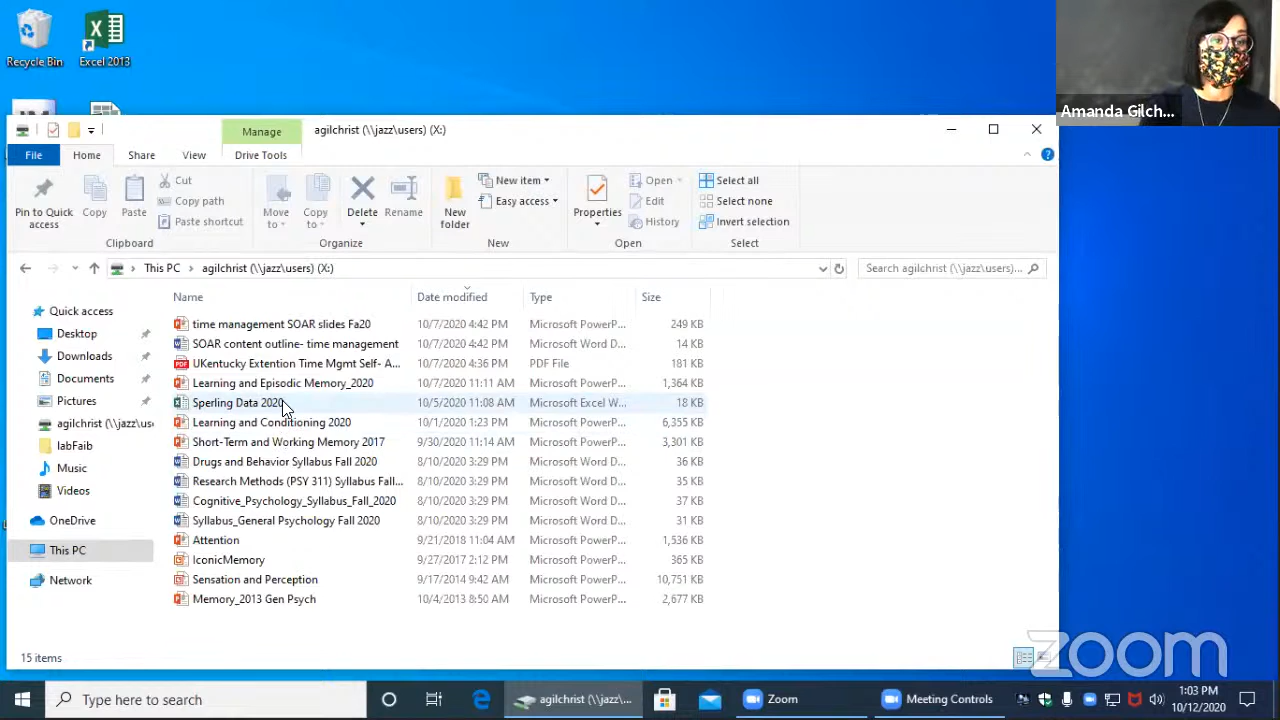 Recycle Bin
Excel 2013
Amanda Gilch...
Manage
agilchrist (\\jazz\users) (X:)
File
Home
Share
View
Drive Tools
Pin to Quick access
Copy
Paste
Cut
Copy path
Paste shortcut
Move to
Copy to
Delete
Rename
New folder
New item
Easy access
Properties
Open
Edit
History
Select all
Select none
Invert selection
Clipboard
Organize
New
Open
Select
This PC
agilchrist (\\jazz\users) (X:)
Search agilchrist (\\jazz\users)...
Name
Date modified
Type
Size
Quick access
Desktop
Downloads
Documents
Pictures
agilchrist (\\jazz\us
labFaib
Music
Videos
OneDrive
This PC
Network
time management SOAR slides Fa20 10/7/2020 4:42 PM Microsoft PowerP... 249 KB
SOAR content outline- time management 10/7/2020 4:42 PM Microsoft Word D... 14 KB
UKentucky Extention Time Mgmt Self- A... 10/7/2020 4:36 PM PDF File 181 KB
Learning and Episodic Memory_2020 10/7/2020 11:11 AM Microsoft PowerP... 1,364 KB
Sperling Data 2020 10/5/2020 11:08 AM Microsoft Excel W... 18 KB
Learning and Conditioning 2020 10/1/2020 1:23 PM Microsoft PowerP... 6,355 KB
Short-Term and Working Memory 2017 9/30/2020 11:14 AM Microsoft PowerP... 3,301 KB
Drugs and Behavior Syllabus Fall 2020 8/10/2020 3:29 PM Microsoft Word D... 36 KB
Research Methods (PSY 311) Syllabus Fall... 8/10/2020 3:29 PM Microsoft Word D... 35 KB
Cognitive_Psychology_Syllabus_Fall_2020 8/10/2020 3:29 PM Microsoft Word D... 37 KB
Syllabus_General Psychology Fall 2020 8/10/2020 3:29 PM Microsoft Word D... 31 KB
Attention 9/21/2018 11:04 AM Microsoft PowerP... 1,536 KB
IconicMemory 9/27/2017 2:12 PM Microsoft PowerP... 365 KB
Sensation and Perception 9/17/2014 9:42 AM Microsoft PowerP... 10,751 KB
Memory_2013 Gen Psych 10/4/2013 8:50 AM Microsoft PowerP... 2,677 KB
15 items
zoom
Type here to search
agilchrist (\\jazz\...
Zoom
Meeting Controls
1:03 PM
10/12/2020